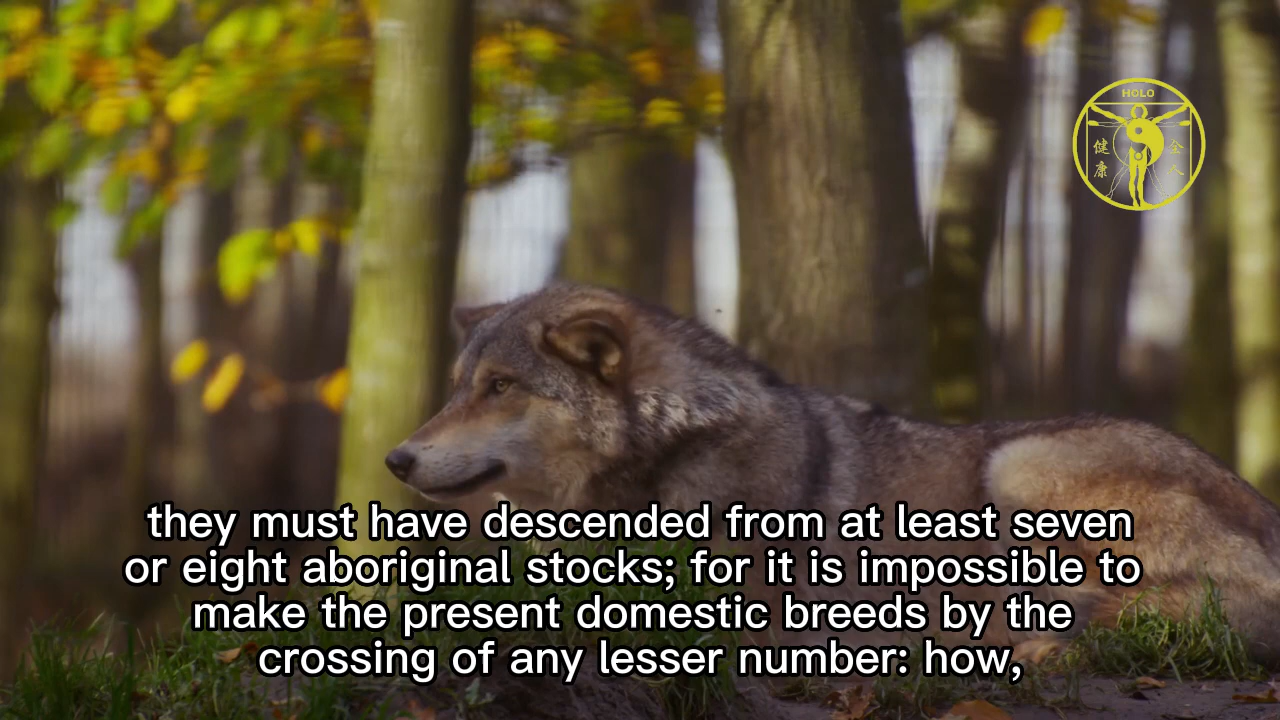 HOLO
健 全
康 人
they must have descended from at least seven
or eight aboriginal stocks; for it is impossible to
make the present domestic breeds by the
crossing of any lesser number: how,